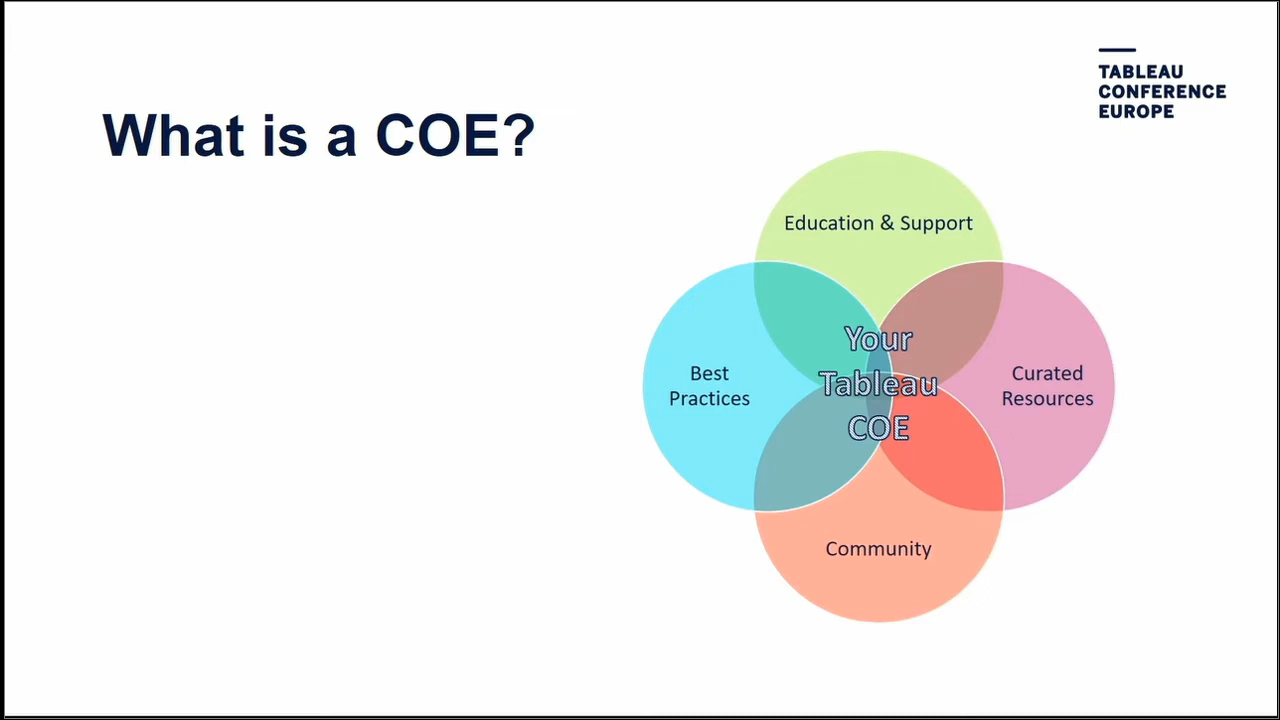 TABLEAU
CONFERENCE
EUROPE
What is a COE?
Education & Support
Your
Tableau
COE
Best
Practices
Curated
Resources
Community